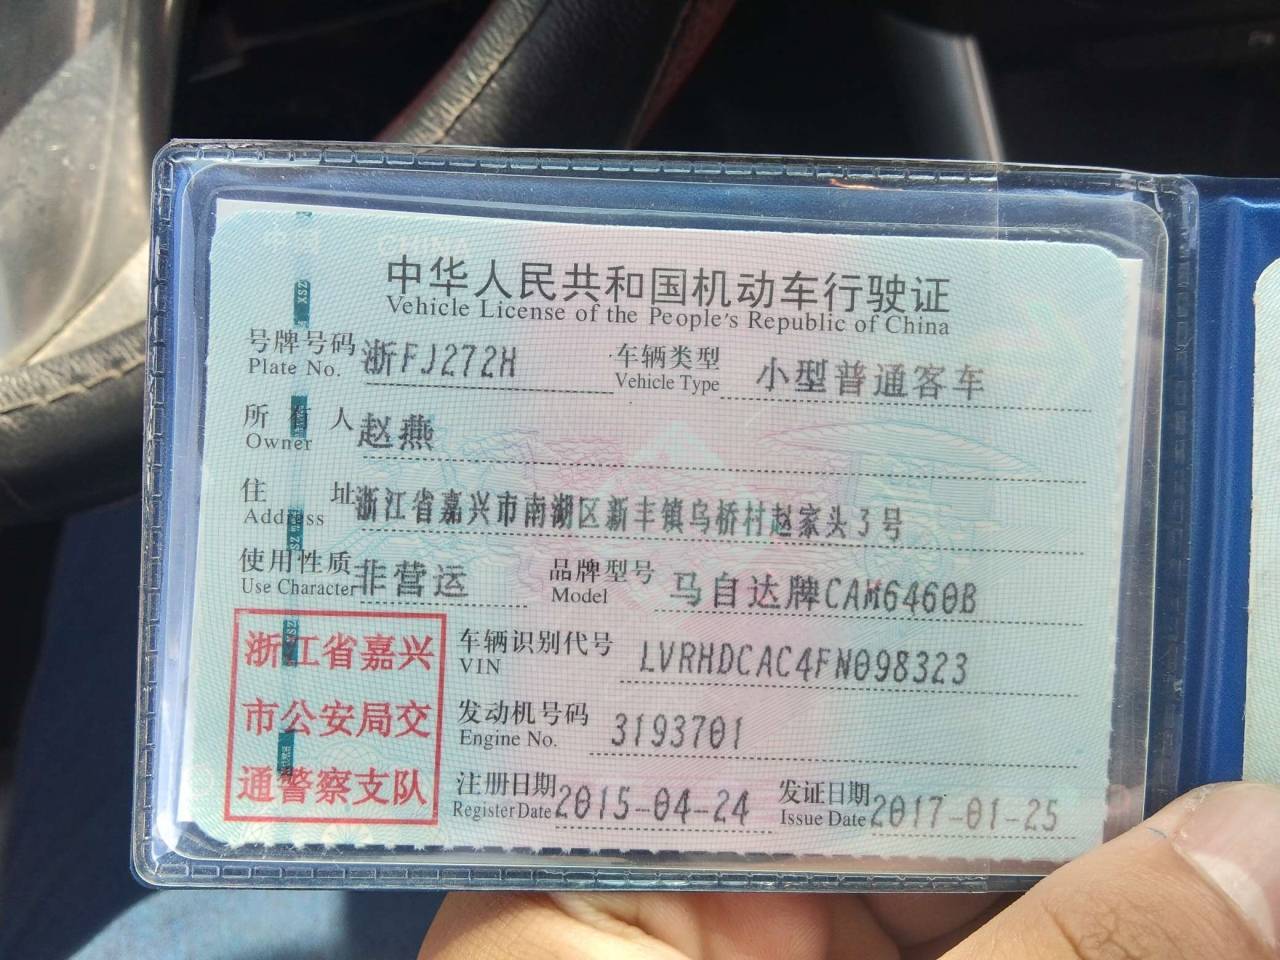 中华人民共和国机动车行驶证
Vehicle License of the People's Republic of China
号牌号码 浙FJ272H 车辆类型 小型普通客车
Plate No. Vehicle Type
所有人 赵燕
Owner
住址 浙江省嘉兴市南湖区新丰镇乌桥村赵家头3号
Address
使用性质 非营运 品牌型号 马自达牌CAM6460B
Use Character Model
浙江省嘉兴
市公安局交
通警察支队
车辆识别代号 LVRHDCAC4FN098323
VIN
发动机号码 3193701
Engine No.
注册日期 2015-04-24 发证日期 2017-01-25
Register Date Issue Date